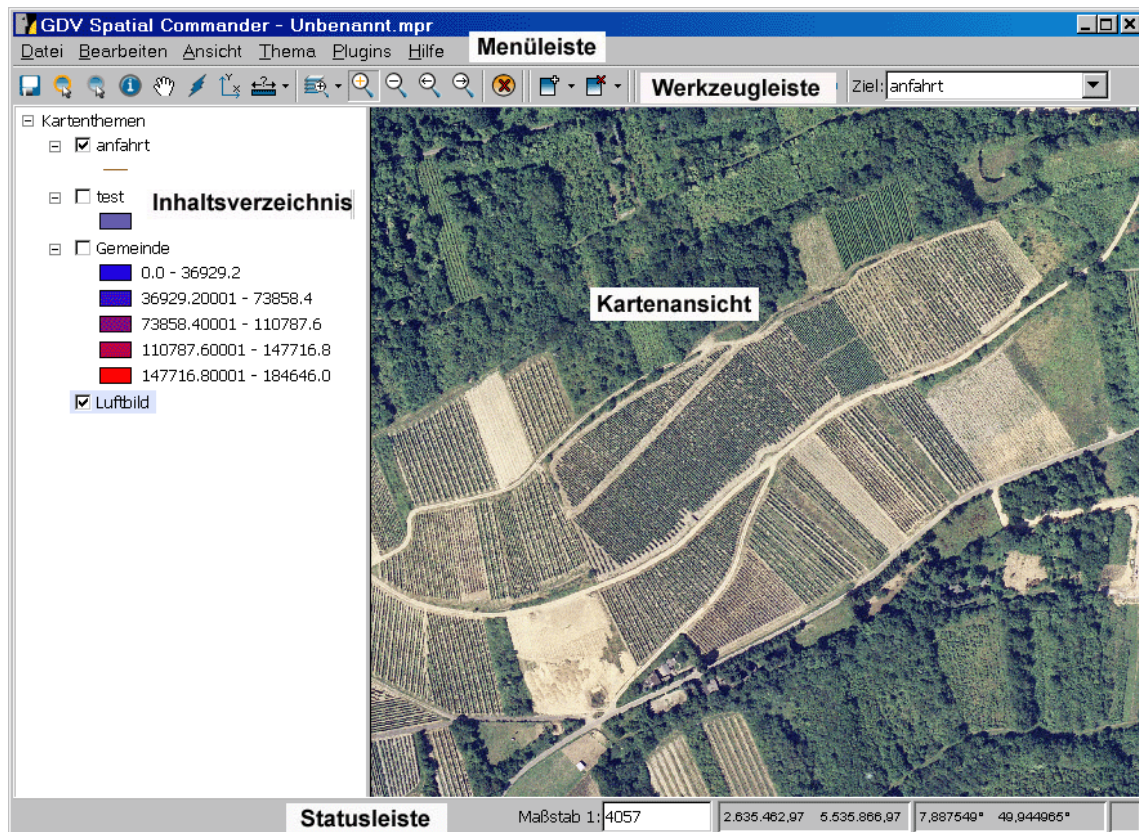 GDV Spatial Commander - Unbenannt.mpr
Datei Bearbeiten Ansicht Thema Plugins Hilfe
Menüleiste
Werkzeugleiste
Ziel: anfahrt
Kartenthemen
anfahrt
test
Inhaltsverzeichnis
Gemeinde
0.0 - 36929.2
36929.20001 - 73858.4
73858.40001 - 110787.6
110787.60001 - 147716.8
147716.80001 - 184646.0
Luftbild
Kartenansicht
Statusleiste
Maßstab 1: 4057
2.635.462,97 5.535.866,97
7,887549° 49,944965°